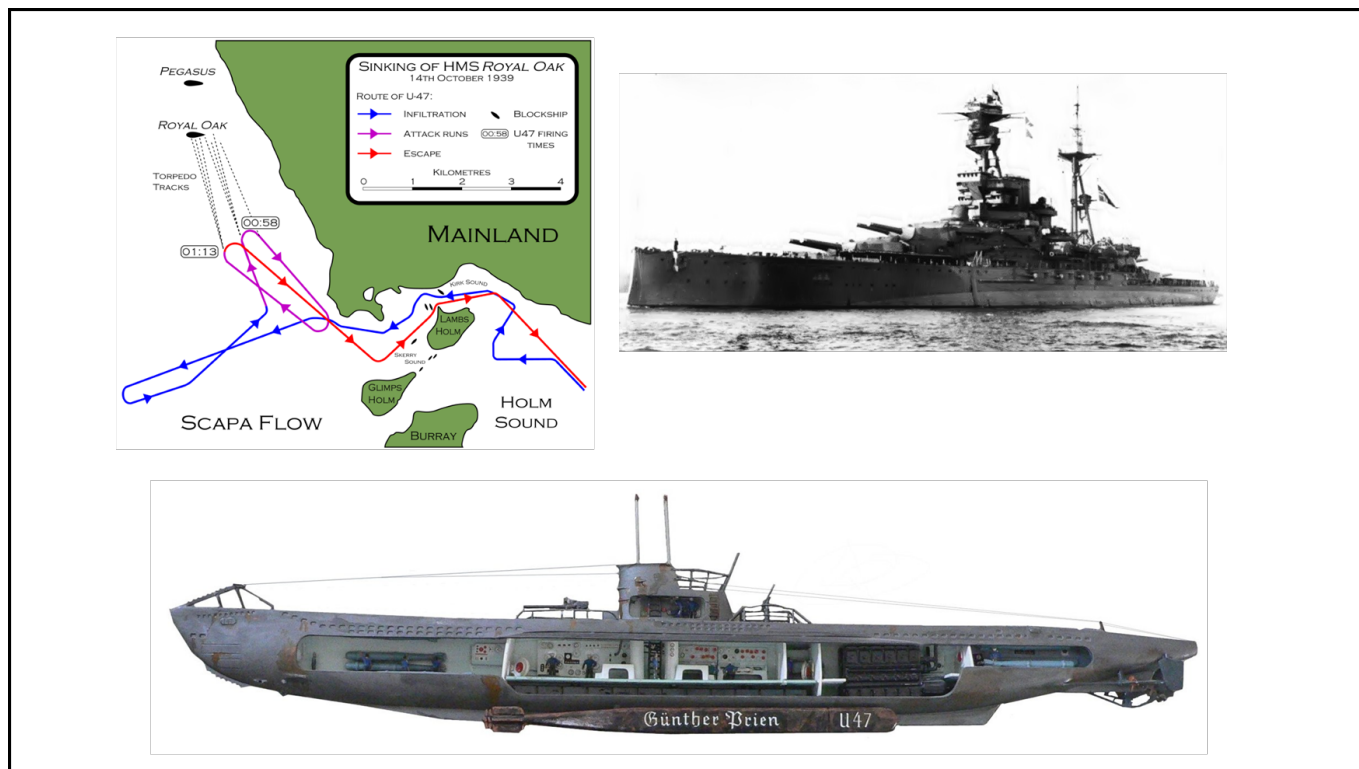 SINKING OF HMS ROYAL OAK
14TH OCTOBER 1939
ROUTE OF U-47:
INFILTRATION
ATTACK RUNS
ESCAPE
BLOCKSHIP
00:58
U47 FIRING
TIMES
KILOMETRES
0 1 2 3 4
PEGASUS
ROYAL OAK
TORPEDO
TRACKS
00:58
01:13
MAINLAND
KIRK SOUND
LAMBS
HOLM
SKERRY
SOUND
GLIMPS
HOLM
HOLM
SOUND
SCAPA FLOW
BURRAY
Günther Prien U47